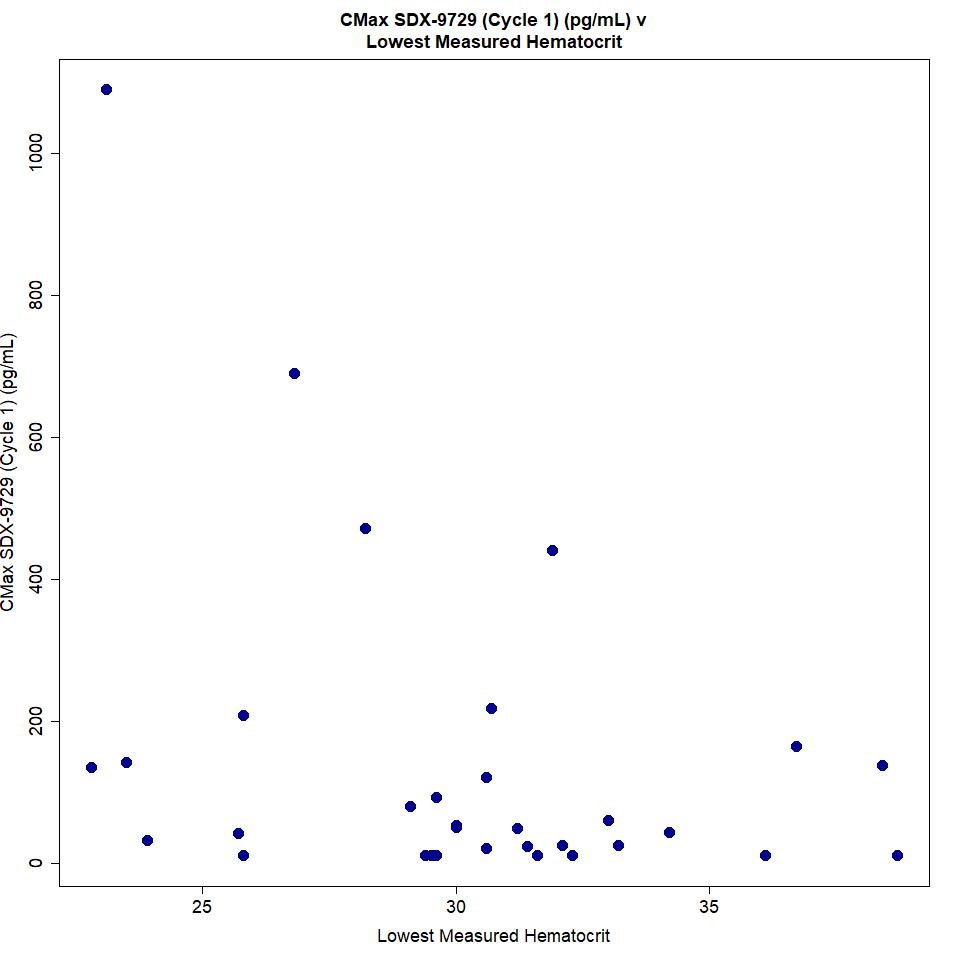 CMax SDX-9729 (Cycle 1) (pg/mL) v
Lowest Measured Hematocrit
CMax SDX-9729 (Cycle 1) (pg/mL)
1000
800
600
400
200
0
25 30 35
Lowest Measured Hematocrit